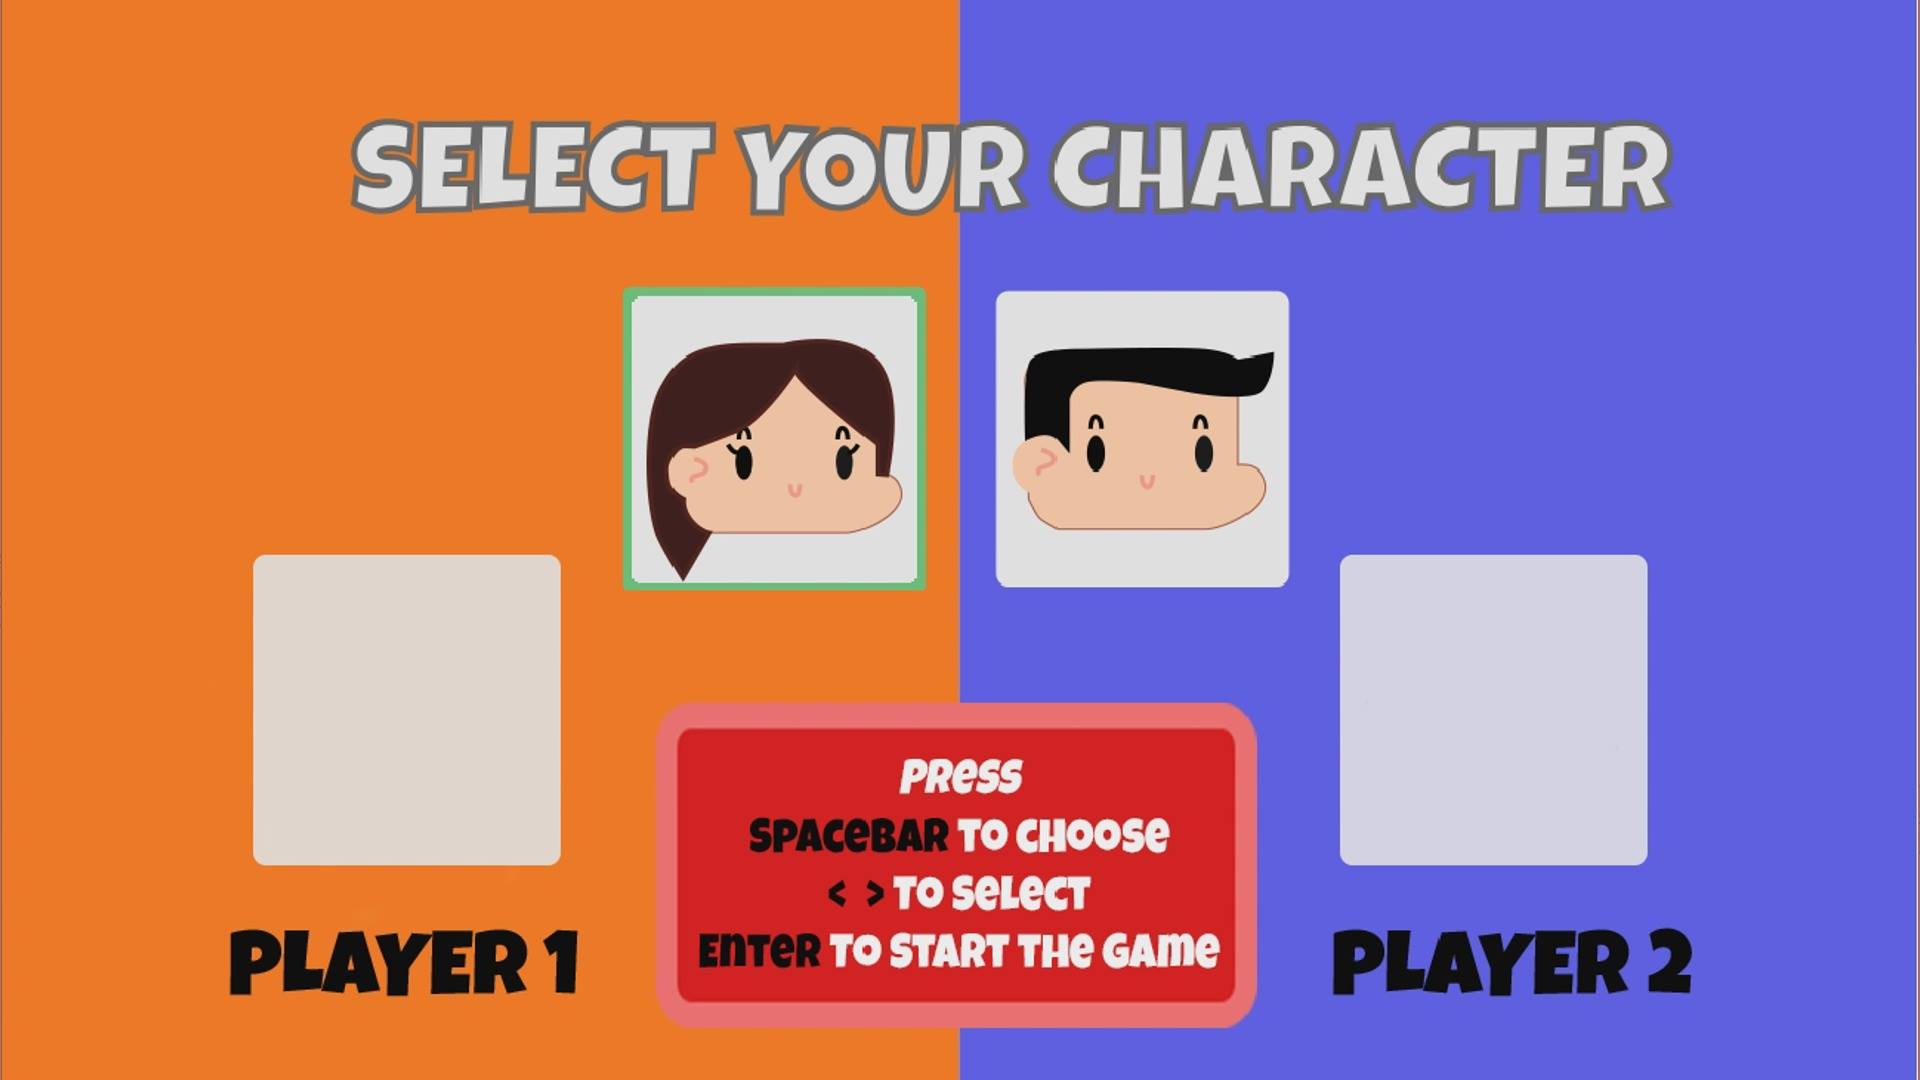 SELECT YOUR CHARACTER
PRESS
SPACEBAR TO CHOOSE
< > TO SELECT
ENTER TO START THE GAME
PLAYER 1
PLAYER 2